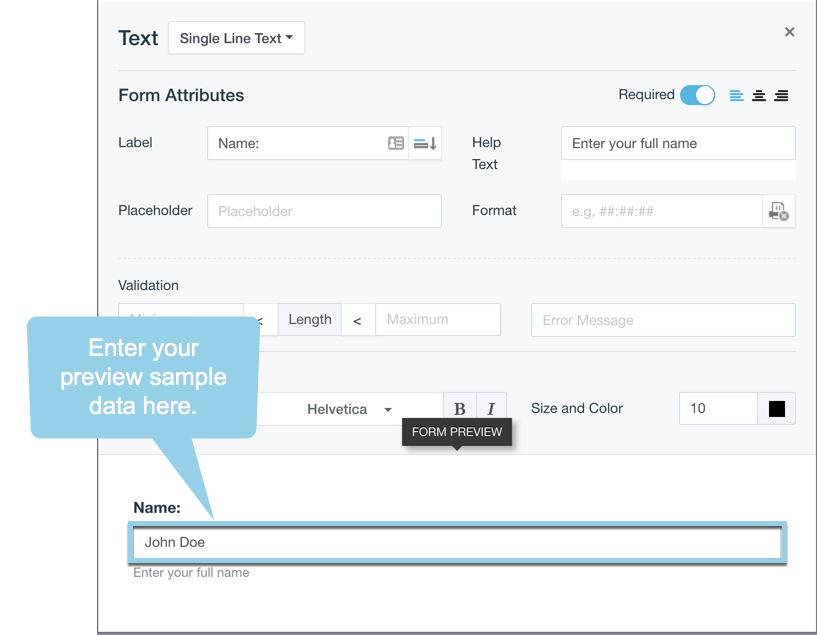 Text Single Line Text
×
Form Attributes
Required
Label
Name:
Help
Text
Enter your full name
Placeholder
Placeholder
Format
e.g, ##:##:##
Validation
<
Length
<
Maximum
Error Message
Enter your
preview sample
data here.
Helvetica
B
I
Size and Color
10
FORM PREVIEW
Name:
John Doe
Enter your full name